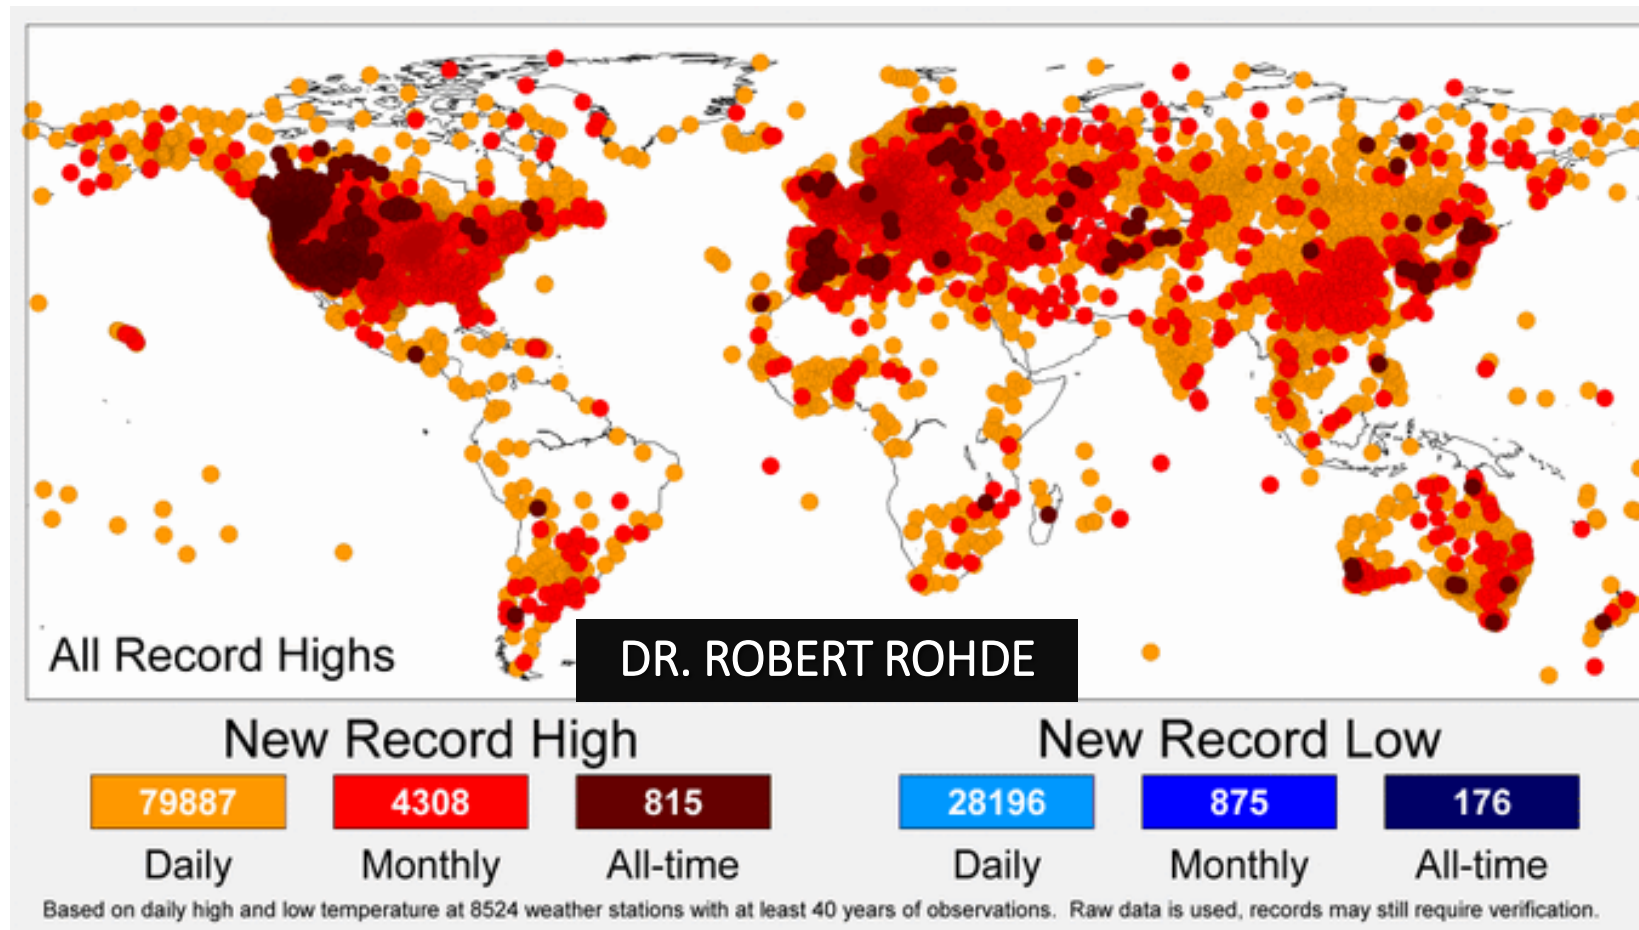 All Record Highs
DR. ROBERT ROHDE
New Record High
New Record Low
79887 4308 815 28196 875 176
Daily Monthly All-time Daily Monthly All-time
Based on daily high and low temperature at 8524 weather stations with at least 40 years of observations. Raw data is used, records may still require verification.